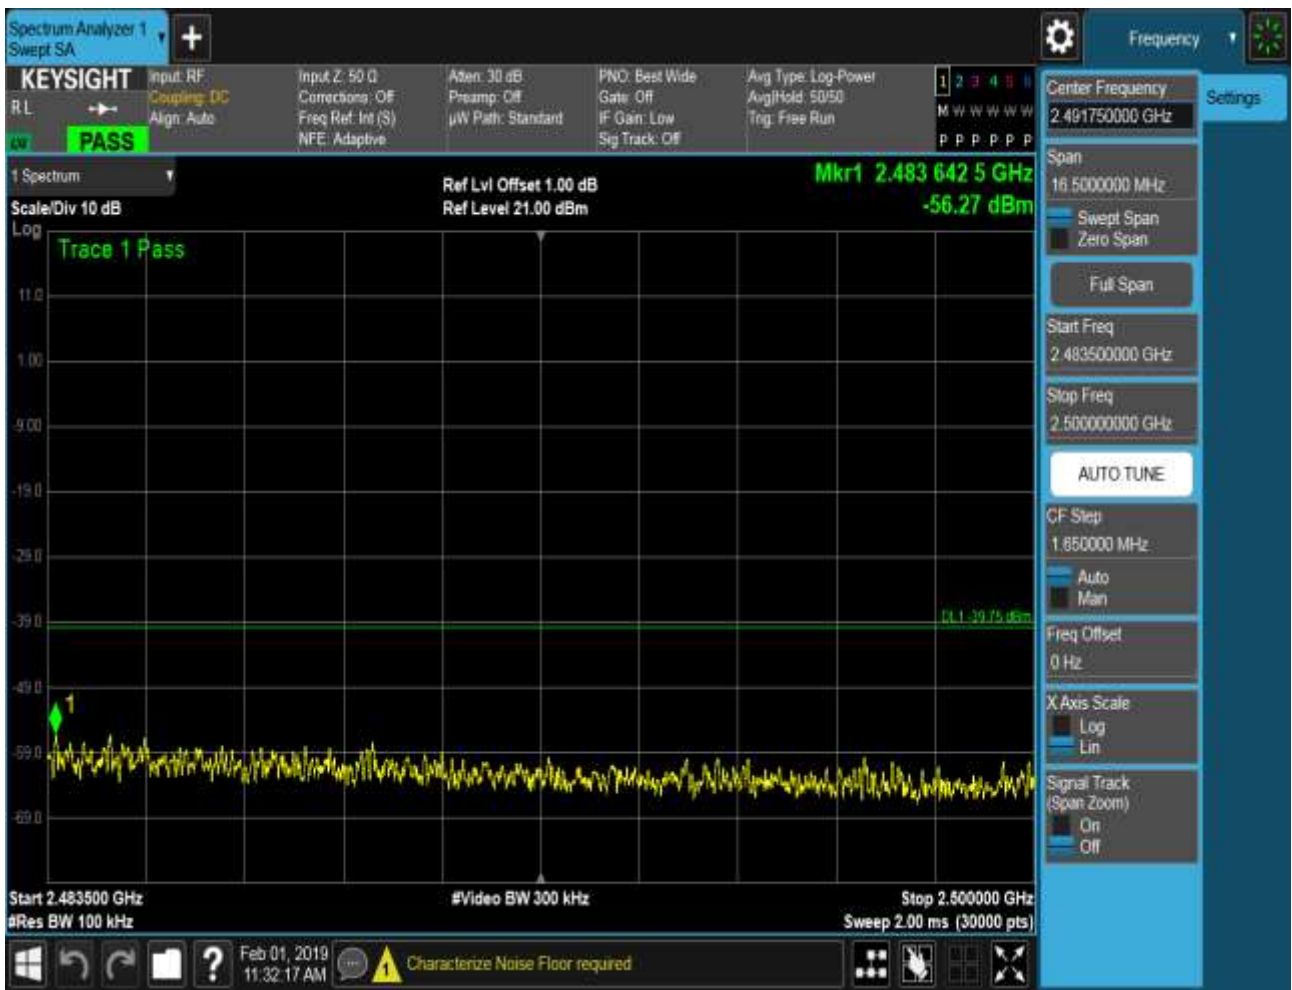 Spectrum Analyzer 1
Swept SA
+
Frequency
KEYSIGHT
R L
PASS
Input: RF
Coupling: DC
Align: Auto
Input Z: 50 Ω
Corrections: Off
Freq Ref: Int (S)
NFE: Adaptive
Atten: 30 dB
Preamp: Off
µW Path: Standard
PNO: Best Wide
Gate: Off
IF Gain: Low
Sig Track: Off
Avg Type: Log-Power
Avg|Hold: 50/50
Trig: Free Run
1 2 3 4 5 6
M W W W W W
P P P P P P
1 Spectrum
Scale/Div 10 dB
Log
Ref Lvl Offset 1.00 dB
Ref Level 21.00 dBm
Mkr1 2.483 642 5 GHz
-56.27 dBm
Trace 1 Pass
11.0
1.00
-9.00
-19.0
-29.0
-39.0
DL1 -39.75 dBm
-49.0
1
-59.0
-69.0
Start 2.483500 GHz
#Res BW 100 kHz
#Video BW 300 kHz
Stop 2.500000 GHz
Sweep 2.00 ms (30000 pts)
Center Frequency
2.491750000 GHz
Settings
Span
16.5000000 MHz
Swept Span
Zero Span
Full Span
Start Freq
2.483500000 GHz
Stop Freq
2.500000000 GHz
AUTO TUNE
CF Step
1.650000 MHz
Auto
Man
Freq Offset
0 Hz
X Axis Scale
Log
Lin
Signal Track
(Span Zoom)
On
Off
?
Feb 01, 2019
11:32:17 AM
1
Characterize Noise Floor required